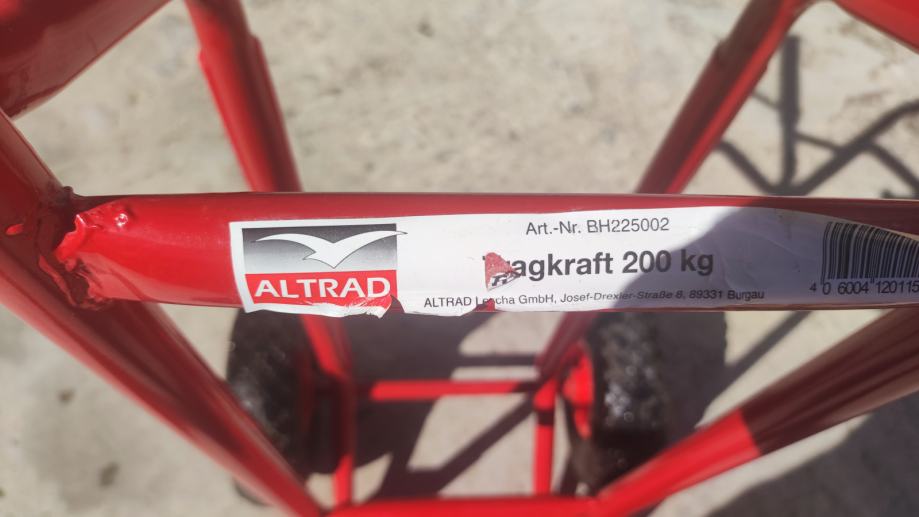 ALTRAD
Art.-Nr. BH225002
Tragkraft 200 kg
ALTRAD Lescha GmbH, Josef-Drexler-Straße 8, 89331 Burgau
4 0 6004 120115